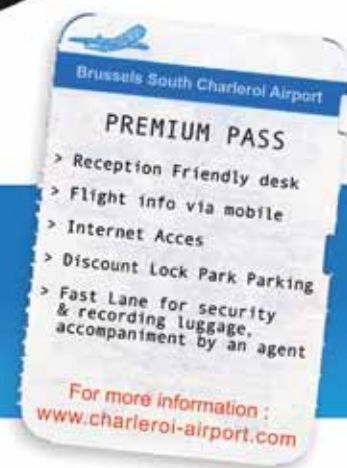 Brussels South Charleroi Airport
PREMIUM PASS
> Reception Friendly desk
> Flight info via mobile
> Internet Acces
> Discount Lock Park Parking
> Fast Lane for security
& recording luggage,
accompaniment by an agent
For more information :
www.charleroi-airport.com